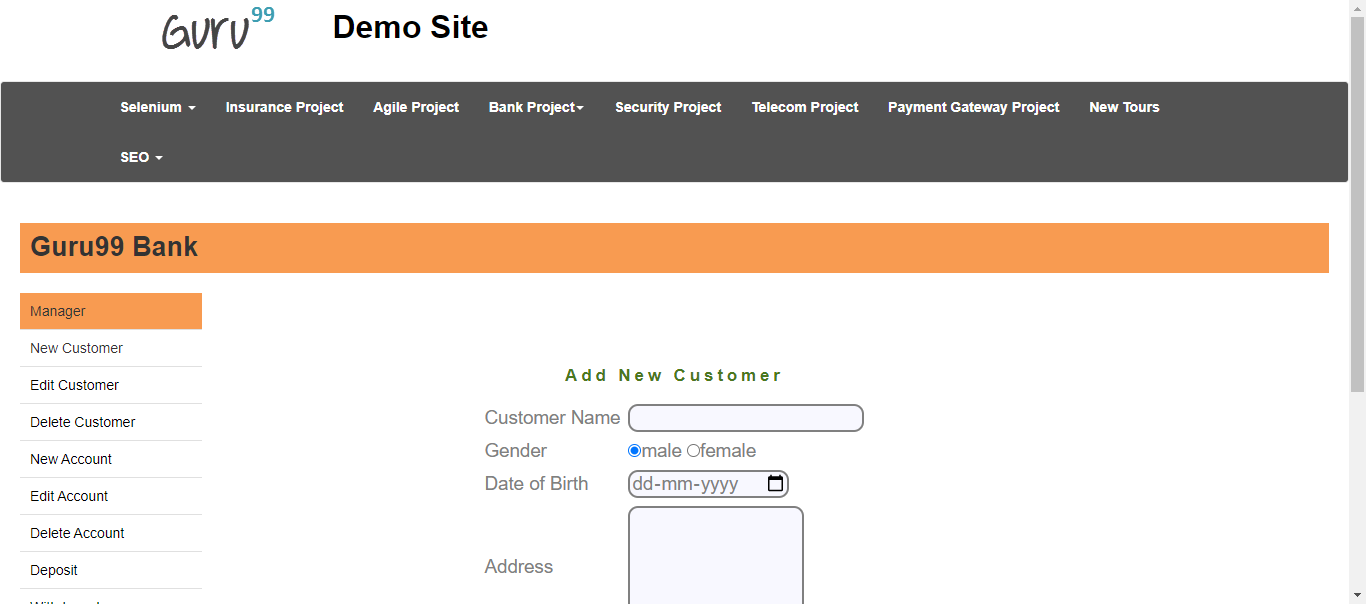 Guru99 Demo Site
Selenium Insurance Project Agile Project Bank Project Security Project Telecom Project Payment Gateway Project New Tours
SEO
Guru99 Bank
Manager
New Customer
Edit Customer
Delete Customer
New Account
Edit Account
Delete Account
Deposit
Add New Customer
Customer Name
Gender male female
Date of Birth dd-mm-yyyy
Address